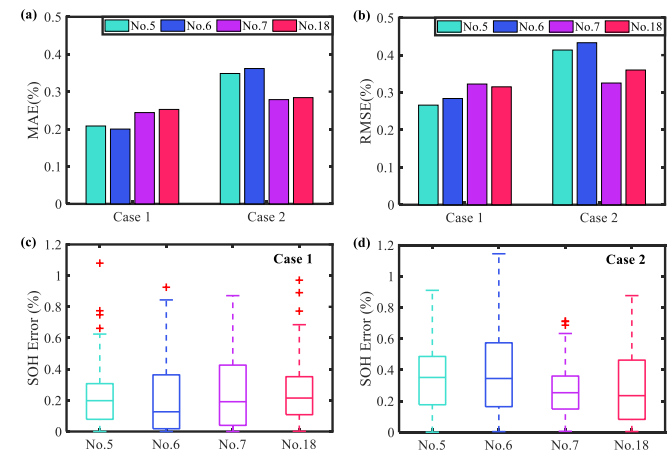 (a)
No.5 No.6 No.7 No.18
0.5
0.4
0.3
0.2
0.1
0
MAE(%)
Case 1 Case 2
(b)
No.5 No.6 No.7 No.18
0.5
0.4
0.3
0.2
0.1
0
RMSE(%)
Case 1 Case 2
(c)
Case 1
1.2
1
0.8
0.6
0.4
0.2
0
SOH Error (%)
No.5 No.6 No.7 No.18
(d)
Case 2
1.2
1
0.8
0.6
0.4
0.2
0
SOH Error (%)
No.5 No.6 No.7 No.18